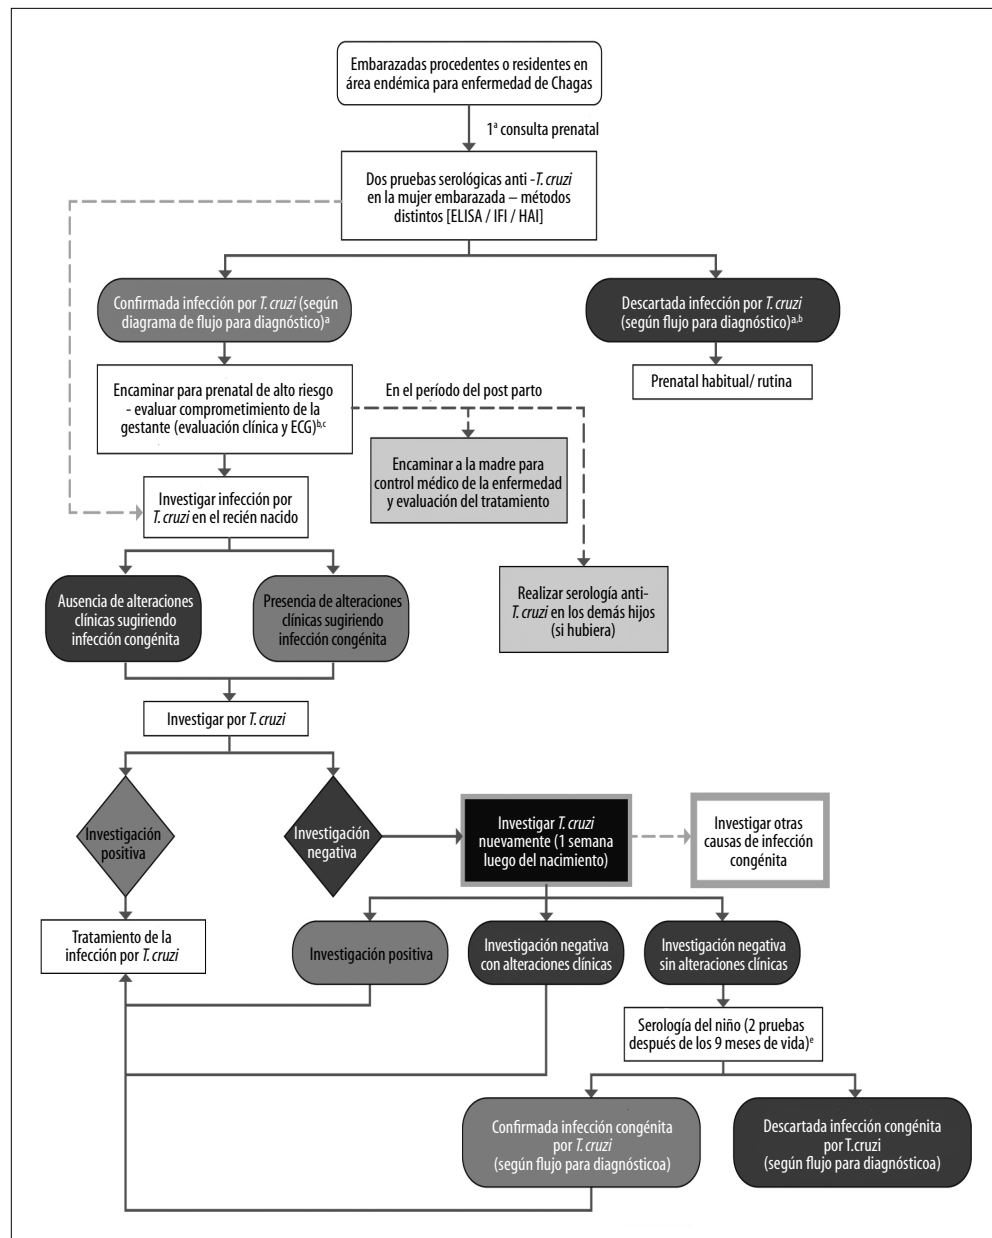 Embarazadas procedentes o residentes en
área endémica para enfermedad de Chagas
1ª consulta prenatal
Dos pruebas serológicas anti -T. cruzi
en la mujer embarazada – métodos
distintos [ELISA / IFI / HAI]
Confirmada infección por T. cruzi (según
diagrama de flujo para diagnóstico)a
Descartada infección por T. cruzi
(según flujo para diagnóstico)a,b
Encaminar para prenatal de alto riesgo
- evaluar comprometimiento de la
gestante (evaluación clínica y ECG)b,c
Prenatal habitual/ rutina
En el período del post parto
Encaminar a la madre para
control médico de la enfermedad
y evaluación del tratamiento
Investigar infección por
T. cruzi en el recién nacido
Realizar serología anti-
T. cruzi en los demás hijos
(si hubiera)
Ausencia de alteraciones
clínicas sugiriendo
infección congénita
Presencia de alteraciones
clínicas sugiriendo
infección congénita
Investigar por T. cruzi
Investigación
positiva
Investigación
negativa
Investigar T. cruzi
nuevamente (1 semana
luego del nacimiento)
Investigar otras
causas de infección
congénita
Tratamiento de la
infección por T. cruzi
Investigación positiva
Investigación negativa
con alteraciones clínicas
Investigación negativa
sin alteraciones clínicas
Serología del niño (2 pruebas
después de los 9 meses de vida)e
Confirmada infección congénita
por T. cruzi
(según flujo para diagnósticoa)
Descartada infección congénita
por T.cruzi
(según flujo para diagnósticoa)